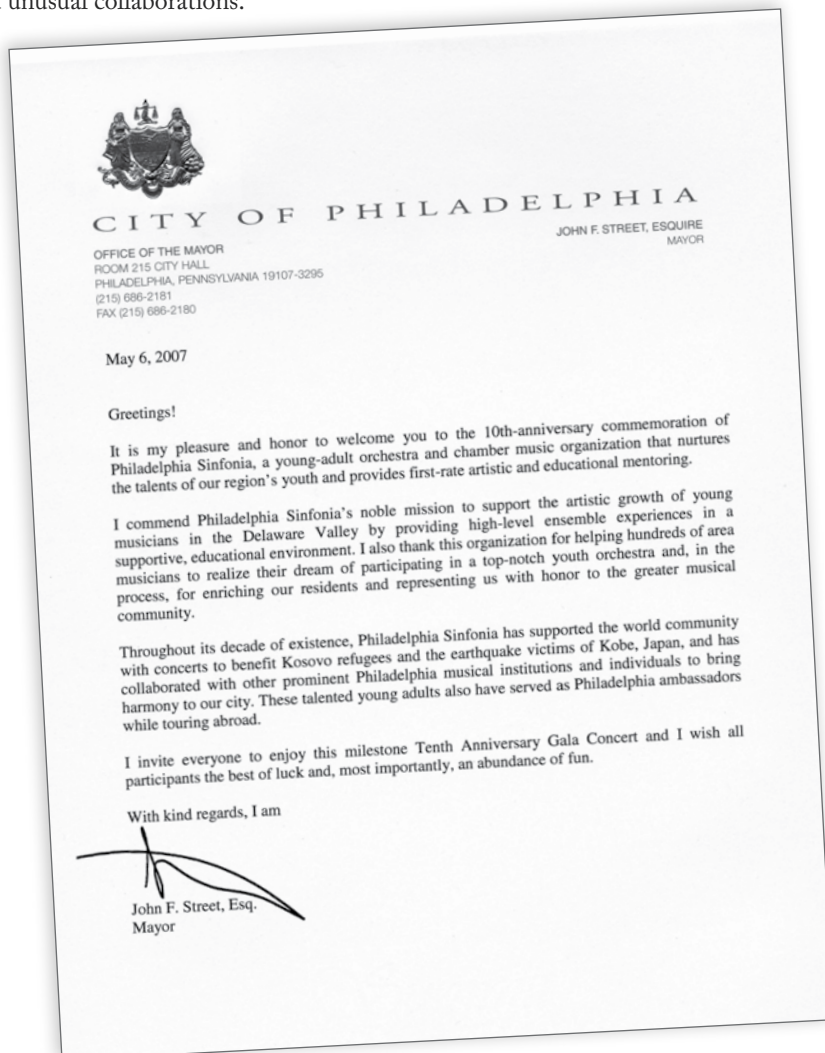 unusual collaborations.
CITY OF PHILADELPHIA
OFFICE OF THE MAYOR
ROOM 215 CITY HALL
PHILADELPHIA, PENNSYLVANIA 19107-3295
(215) 686-2181
FAX (215) 686-2180
JOHN F. STREET, ESQUIRE
MAYOR
May 6, 2007
Greetings!
It is my pleasure and honor to welcome you to the 10th-anniversary commemoration of
Philadelphia Sinfonia, a young-adult orchestra and chamber music organization that nurtures
the talents of our region's youth and provides first-rate artistic and educational mentoring.
I commend Philadelphia Sinfonia's noble mission to support the artistic growth of young
musicians in the Delaware Valley by providing high-level ensemble experiences in a
supportive, educational environment. I also thank this organization for helping hundreds of area
musicians to realize their dream of participating in a top-notch youth orchestra and, in the
process, for enriching our residents and representing us with honor to the greater musical
community.
Throughout its decade of existence, Philadelphia Sinfonia has supported the world community
with concerts to benefit Kosovo refugees and the earthquake victims of Kobe, Japan, and has
collaborated with other prominent Philadelphia musical institutions and individuals to bring
harmony to our city. These talented young adults also have served as Philadelphia ambassadors
while touring abroad.
I invite everyone to enjoy this milestone Tenth Anniversary Gala Concert and I wish all
participants the best of luck and, most importantly, an abundance of fun.
With kind regards, I am
John F. Street, Esq.
Mayor